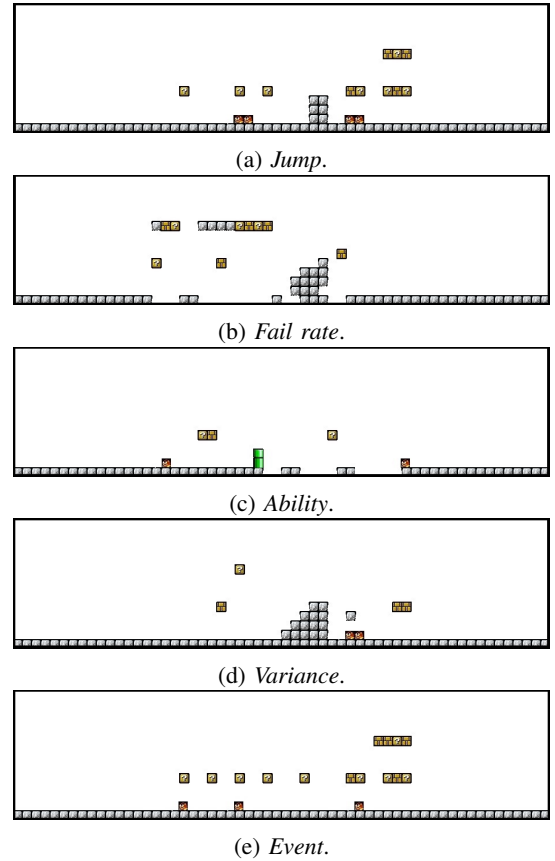 (a) Jump.
(b) Fail rate.
(c) Ability.
(d) Variance.
(e) Event.